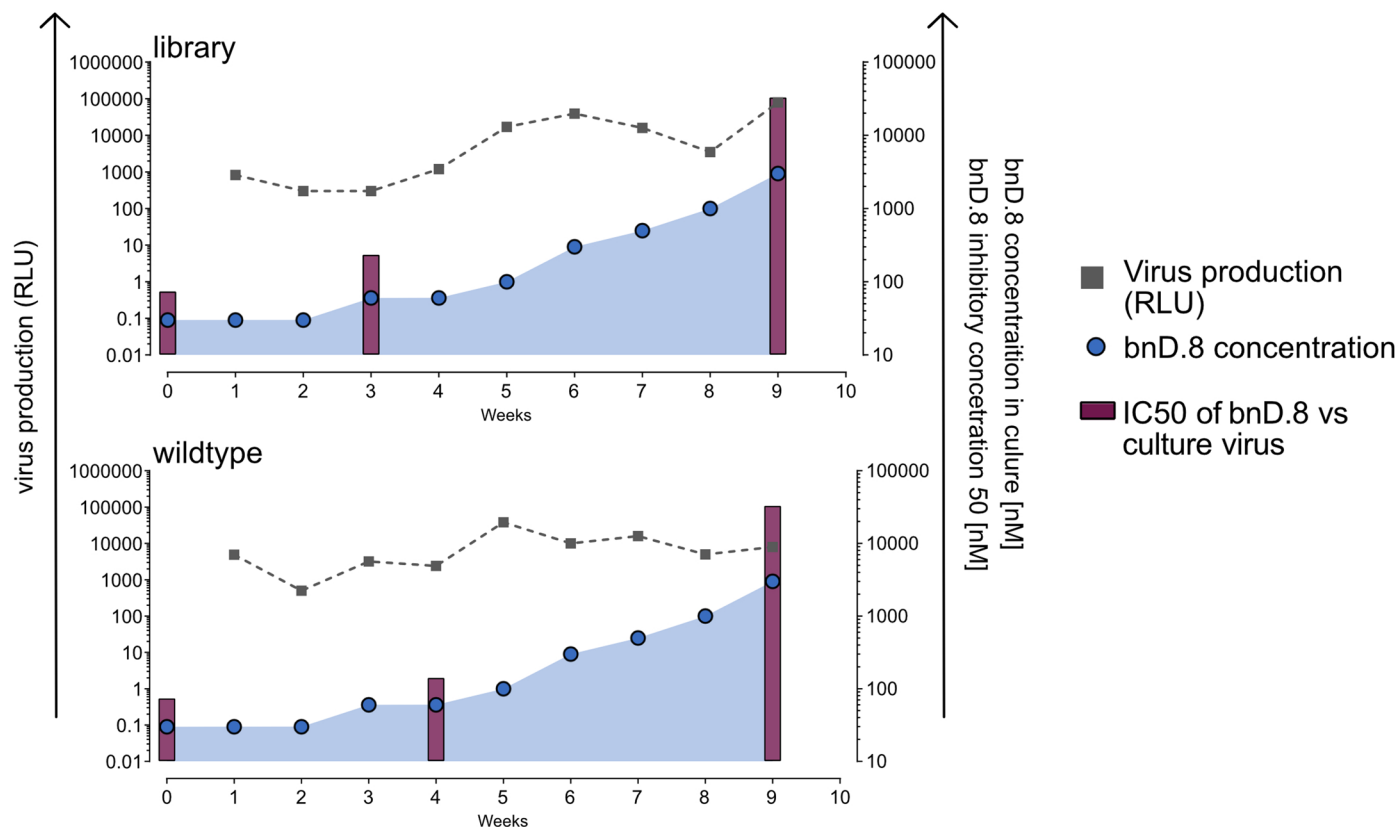 library
1000000
100000
10000
1000
100
10
1
0.1
0.01
100000
10000
1000
100
10
0 1 2 3 4 5 6 7 8 9 10
Weeks
wildtype
1000000
100000
10000
1000
100
10
1
0.1
0.01
100000
10000
1000
100
10
0 1 2 3 4 5 6 7 8 9 10
Weeks
virus production (RLU)
bnD.8 concentraition in culure [nM]
bnD.8 inhibitory concetration 50 [nM]
Virus production
(RLU)
bnD.8 concentration
IC50 of bnD.8 vs
culture virus